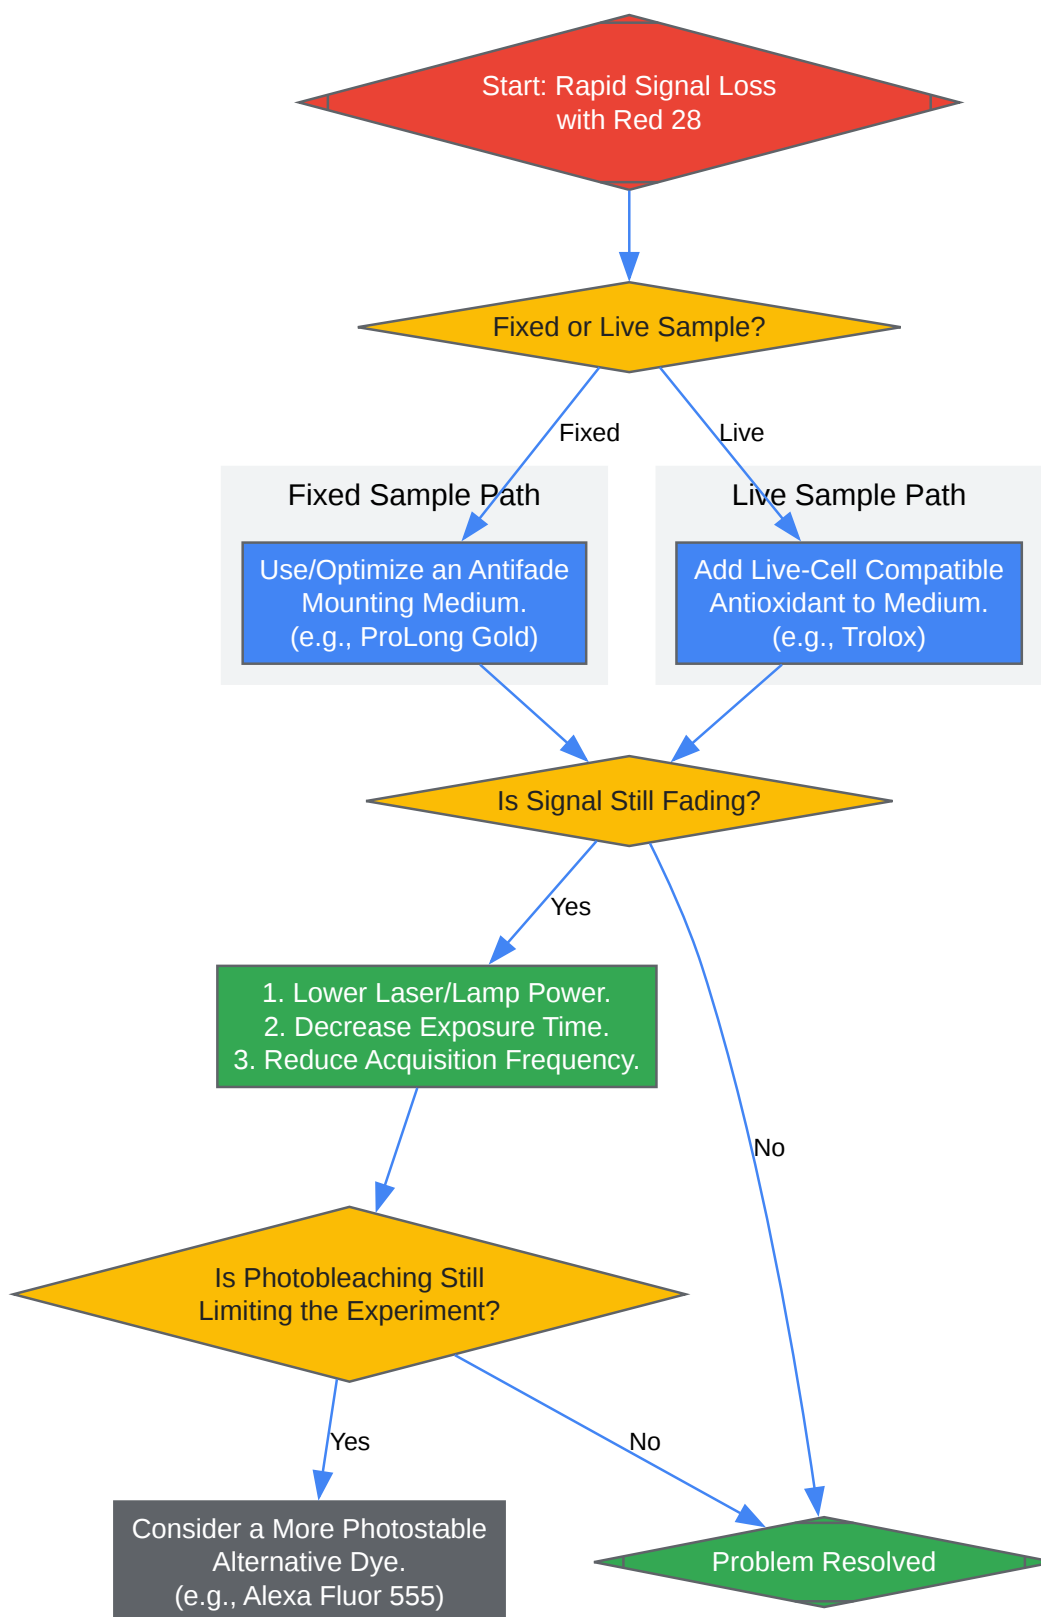 Start: Rapid Signal Loss
with Red 28
Fixed or Live Sample?
Fixed
Live
Fixed Sample Path
Live Sample Path
Use/Optimize an Antifade
Mounting Medium.
(e.g., ProLong Gold)
Add Live-Cell Compatible
Antioxidant to Medium.
(e.g., Trolox)
Is Signal Still Fading?
Yes
1. Lower Laser/Lamp Power.
2. Decrease Exposure Time.
3. Reduce Acquisition Frequency.
No
Is Photobleaching Still
Limiting the Experiment?
Yes
No
Consider a More Photostable
Alternative Dye.
(e.g., Alexa Fluor 555)
Problem Resolved